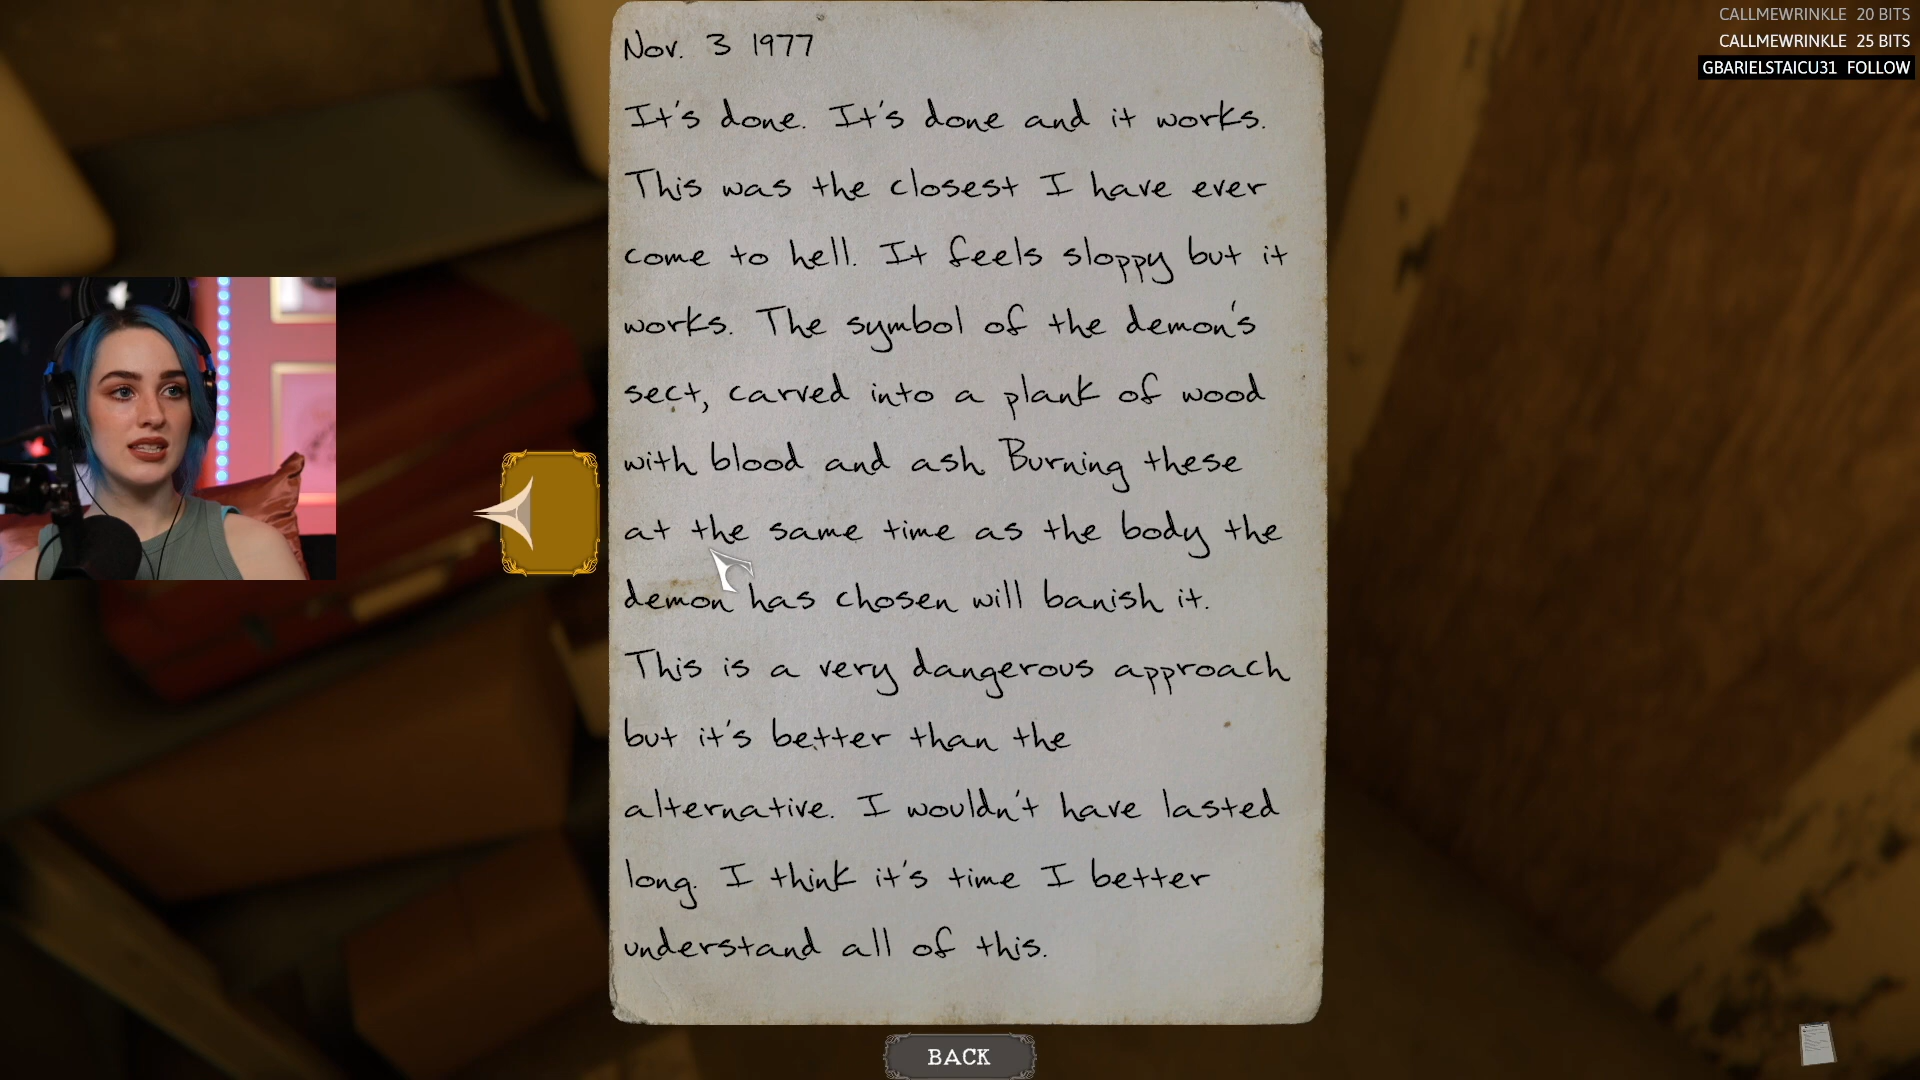 CALLMEWRINKLE 20 BITS
CALLMEWRINKLE 25 BITS
GBARIELSTAICU31 FOLLOW
Nov. 3 1977
It's done. It's done and it works.
This was the closest I have ever
come to hell. It feels sloppy but it
works. The symbol of the demon's
sect, carved into a plank of wood
with blood and ash Burning these
at the same time as the body the
demon has chosen will banish it.
This is a very dangerous approach
but it's better than the
alternative. I wouldn't have lasted
long. I think it's time I better
understand all of this.
BACK